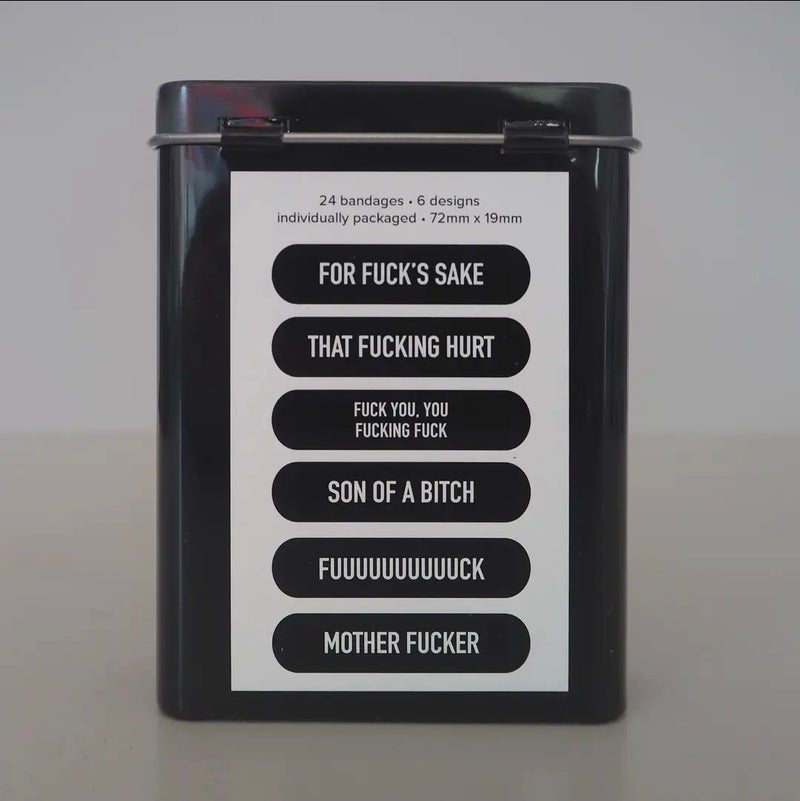 24 bandages • 6 designs
individually packaged • 72mm x 19mm
FOR FUCK'S SAKE
THAT FUCKING HURT
FUCK YOU, YOU
FUCKING FUCK
SON OF A BITCH
FUUUUUUUUUUCK
MOTHER FUCKER